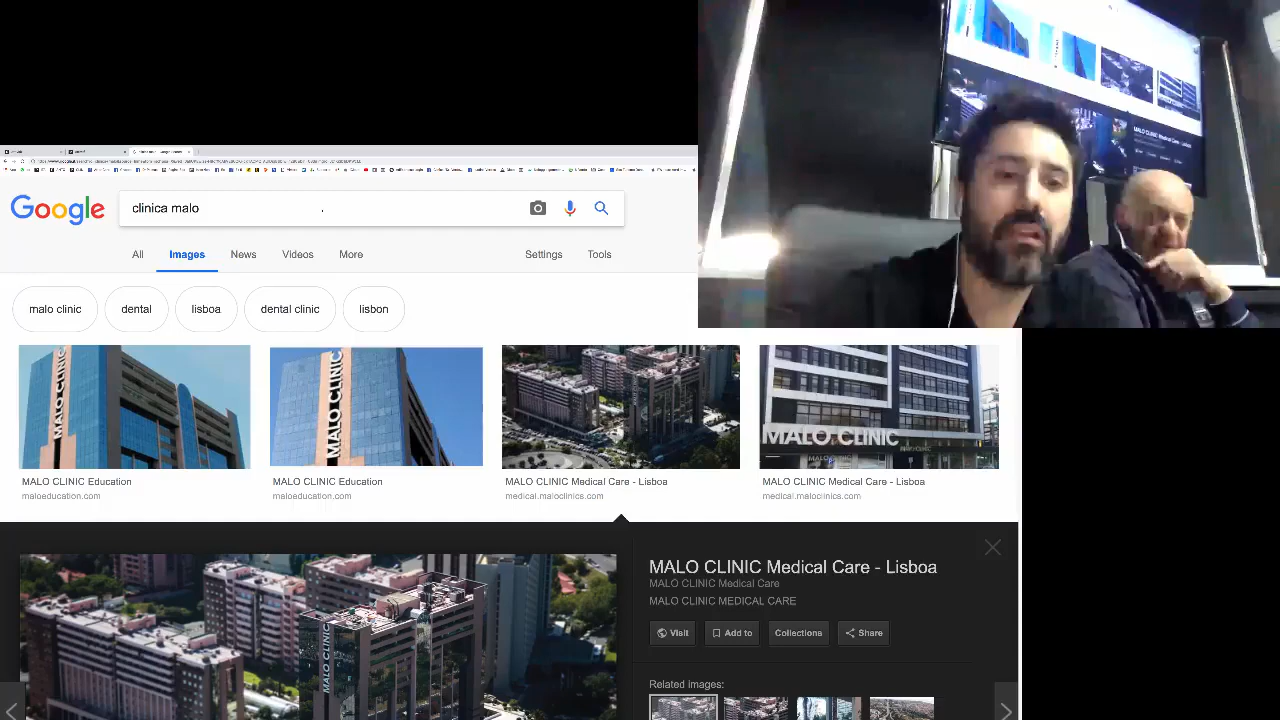 Google
clinica malo
All Images News Videos More Settings Tools
malo clinic dental lisboa dental clinic lisbon
MALO CLINIC MALO CLINIC MALO CLINIC
MALO CLINIC Education MALO CLINIC Education MALO CLINIC Medical Care - Lisboa MALO CLINIC Medical Care - Lisboa
maloeducation.com maloeducation.com medical.maloclinics.com medical.maloclinics.com
MALO CLINIC Medical Care - Lisboa
MALO CLINIC Medical Care
MALO CLINIC MEDICAL CARE
Visit Add to Collections Share
MALO CLINIC
Related images: